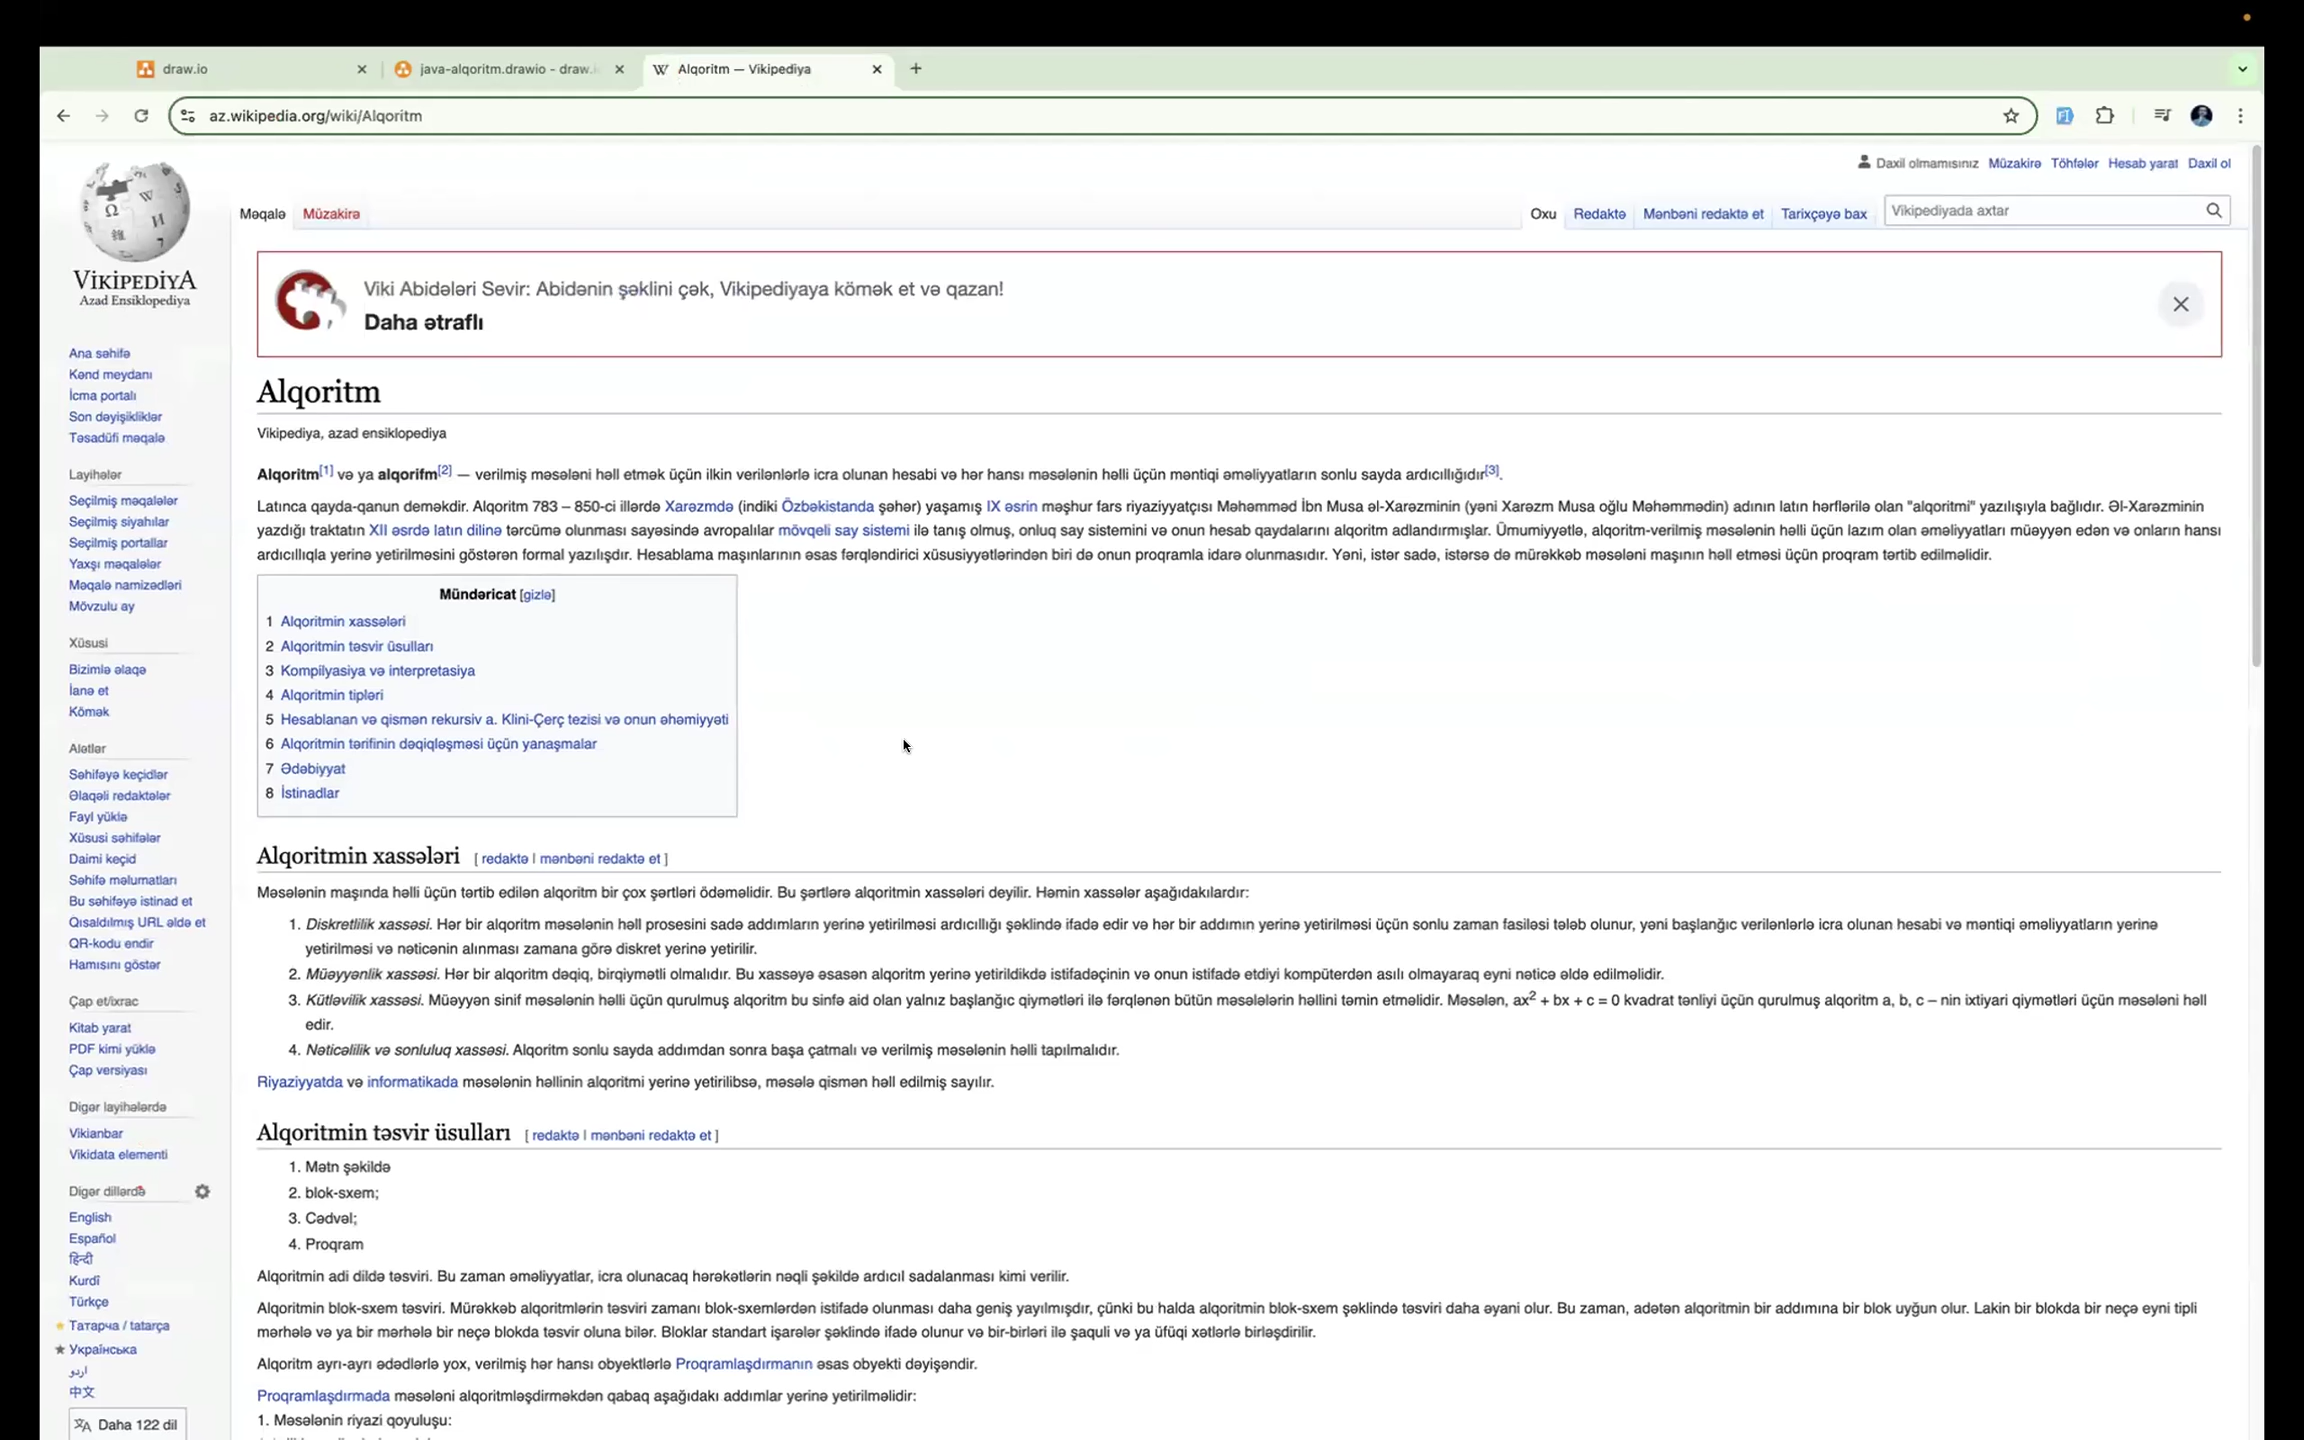 draw.io
java-alqoritm.drawio - draw.i
Alqoritm — Vikipediya
az.wikipedia.org/wiki/Alqoritm
Daxil olmamısınız Müzakirə Töhfələr Hesab yarat Daxil ol
Məqalə Müzakirə
Oxu Redaktə Mənbəni redaktə et Tarixçəyə bax Vikipediyada axtar
VİKİPEDİYA
Azad Ensiklopediya
Viki Abidələri Sevir: Abidənin şəklini çək, Vikipediyaya kömək et və qazan!
Daha ətraflı
Ana səhifə
Kənd meydanı
İcma portalı
Son dəyişikliklər
Təsadüfi məqalə
Layihələr
Seçilmiş məqalələr
Seçilmiş siyahılar
Seçilmiş portallar
Yaxşı məqalələr
Məqalə namizədləri
Mövzulu ay
Xüsusi
Bizimlə əlaqə
İanə et
Kömək
Alətlər
Səhifəyə keçidlər
Əlaqəli redaktələr
Fayl yüklə
Xüsusi səhifələr
Daimi keçid
Səhifə məlumatları
Bu səhifəyə istinad et
Qısaldılmış URL əldə et
QR-kodu endir
Hamısını göstər
Çap et/ixrac
Kitab yarat
PDF kimi yüklə
Çap versiyası
Digər layihələrdə
Vikianbar
Vikidata elementi
Digər dillərdə
English
Español
हिन्दी
Kurdî
Türkçe
Татарча / tatarça
Українська
اردو
中文
Daha 122 dil
Alqoritm
Vikipediya, azad ensiklopediya
Alqoritm[1] və ya alqorifm[2] — verilmiş məsələni həll etmək üçün ilkin verilənlərlə icra olunan hesabi və hər hansı məsələnin həlli üçün məntiqi əməliyyatların sonlu sayda ardıcıllığıdır[3].
Latınca qayda-qanun deməkdir. Alqoritm 783 – 850-ci illərdə Xarəzmdə (indiki Özbəkistanda şəhər) yaşamış IX əsrin məşhur fars riyaziyyatçısı Məhəmməd İbn Musa əl-Xarəzminin (yəni Xarəzm Musa oğlu Məhəmmədin) adının latın hərflərilə olan "alqoritmi" yazılışıyla bağlıdır. Əl-Xarəzminin
yazdığı traktatın XII əsrdə latın dilinə tərcümə olunması sayəsində avropalılar mövqeli say sistemi ilə tanış olmuş, onluq say sistemini və onun hesab qaydalarını alqoritm adlandırmışlar. Ümumiyyətlə, alqoritm-verilmiş məsələnin həlli üçün lazım olan əməliyyatları müəyyən edən və onların hansı
ardıcıllıqla yerinə yetirilməsini göstərən formal yazılışdır. Hesablama maşınlarının əsas fərqləndirici xüsusiyyətlərindən biri də onun proqramla idarə olunmasıdır. Yəni, istər sadə, istərsə də mürəkkəb məsələni maşının həll etməsi üçün proqram tərtib edilməlidir.
Mündəricat [gizlə]
1 Alqoritmin xassələri
2 Alqoritmin təsvir üsulları
3 Kompilyasiya və interpretasiya
4 Alqoritmin tipləri
5 Hesablanan və qismən rekursiv a. Klini-Çerç tezisi və onun əhəmiyyəti
6 Alqoritmin tərifinin dəqiqləşməsi üçün yanaşmalar
7 Ədəbiyyat
8 İstinadlar
Alqoritmin xassələri [ redaktə | mənbəni redaktə et ]
Məsələnin maşında həlli üçün tərtib edilən alqoritm bir çox şərtləri ödəməlidir. Bu şərtlərə alqoritmin xassələri deyilir. Həmin xassələr aşağıdakılardır:
1. Diskretlilik xassəsi. Hər bir alqoritm məsələnin həll prosesini sadə addımların yerinə yetirilməsi ardıcıllığı şəklində ifadə edir və hər bir addımın yerinə yetirilməsi üçün sonlu zaman fasiləsi tələb olunur, yəni başlanğıc verilənlərlə icra olunan hesabi və məntiqi əməliyyatların yerinə
yetirilməsi və nəticənin alınması zamana görə diskret yerinə yetirilir.
2. Müəyyənlik xassəsi. Hər bir alqoritm dəqiq, birqiymətli olmalıdır. Bu xassəyə əsasən alqoritm yerinə yetirildikdə istifadəçinin və onun istifadə etdiyi kompüterdən asılı olmayaraq eyni nəticə əldə edilməlidir.
3. Kütləvilik xassəsi. Müəyyən sinif məsələnin həlli üçün qurulmuş alqoritm bu sinfə aid olan yalnız başlanğıc qiymətləri ilə fərqlənən bütün məsələlərin həllini təmin etməlidir. Məsələn, ax² + bx + c = 0 kvadrat tənliyi üçün qurulmuş alqoritm a, b, c – nin ixtiyari qiymətləri üçün məsələni həll
edir.
4. Nəticəlilik və sonluluq xassəsi. Alqoritm sonlu sayda addımdan sonra başa çatmalı və verilmiş məsələnin həlli tapılmalıdır.
Riyaziyyatda və informatikada məsələnin həllinin alqoritmi yerinə yetirilibsə, məsələ qismən həll edilmiş sayılır.
Alqoritmin təsvir üsulları [ redaktə | mənbəni redaktə et ]
1. Mətn şəkildə
2. blok-sxem;
3. Cədvəl;
4. Proqram
Alqoritmin adi dildə təsviri. Bu zaman əməliyyatlar, icra olunacaq hərəkətlərin nəqli şəkildə ardıcıl sadalanması kimi verilir.
Alqoritmin blok-sxem təsviri. Mürəkkəb alqoritmlərin təsviri zamanı blok-sxemlərdən istifadə olunması daha geniş yayılmışdır, çünki bu halda alqoritmin blok-sxem şəklində təsviri daha əyani olur. Bu zaman, adətən alqoritmin bir addımına bir blok uyğun olur. Lakin bir blokda bir neçə eyni tipli
mərhələ və ya bir mərhələ bir neçə blokda təsvir oluna bilər. Bloklar standart işarələr şəklində ifadə olunur və bir-birləri ilə şaquli və ya üfüqi xətlərlə birləşdirilir.
Alqoritm ayrı-ayrı ədədlərlə yox, verilmiş hər hansı obyektlərlə Proqramlaşdırmanın əsas obyekti dəyişəndir.
Proqramlaşdırmada məsələni alqoritmləşdirməkdən qabaq aşağıdakı addımlar yerinə yetirilməlidir:
1. Məsələnin riyazi qoyuluşu: